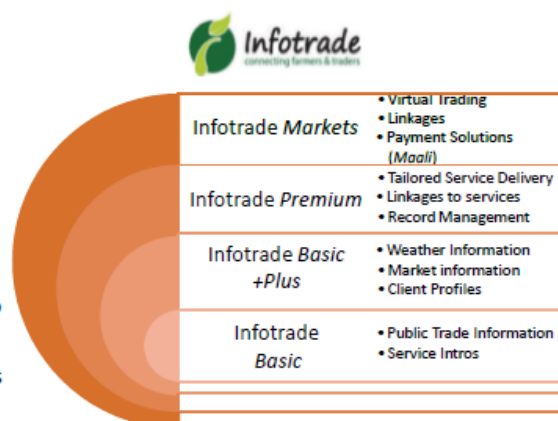 Infotrade
connecting farmers & traders
Infotrade Markets
• Virtual Trading
• Linkages
• Payment Solutions
(Maali)
Infotrade Premium
• Tailored Service Delivery
• Linkages to services
• Record Management
Infotrade Basic
+Plus
• Weather Information
• Market information
• Client Profiles
Infotrade
Basic
• Public Trade Information
• Service Intros